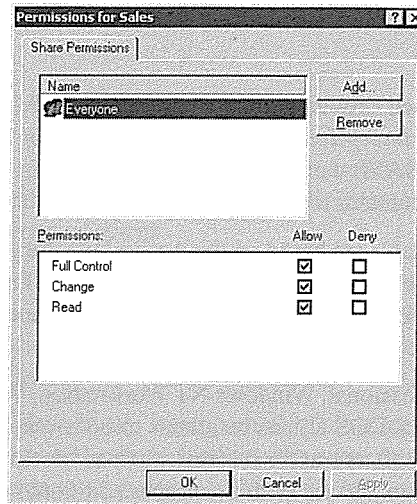 Permissions for Sales
Share Permissions
Name
Add...
Everyone
Remove
Permissions: Allow Deny
Full Control
Change
Read
OK Cancel Apply